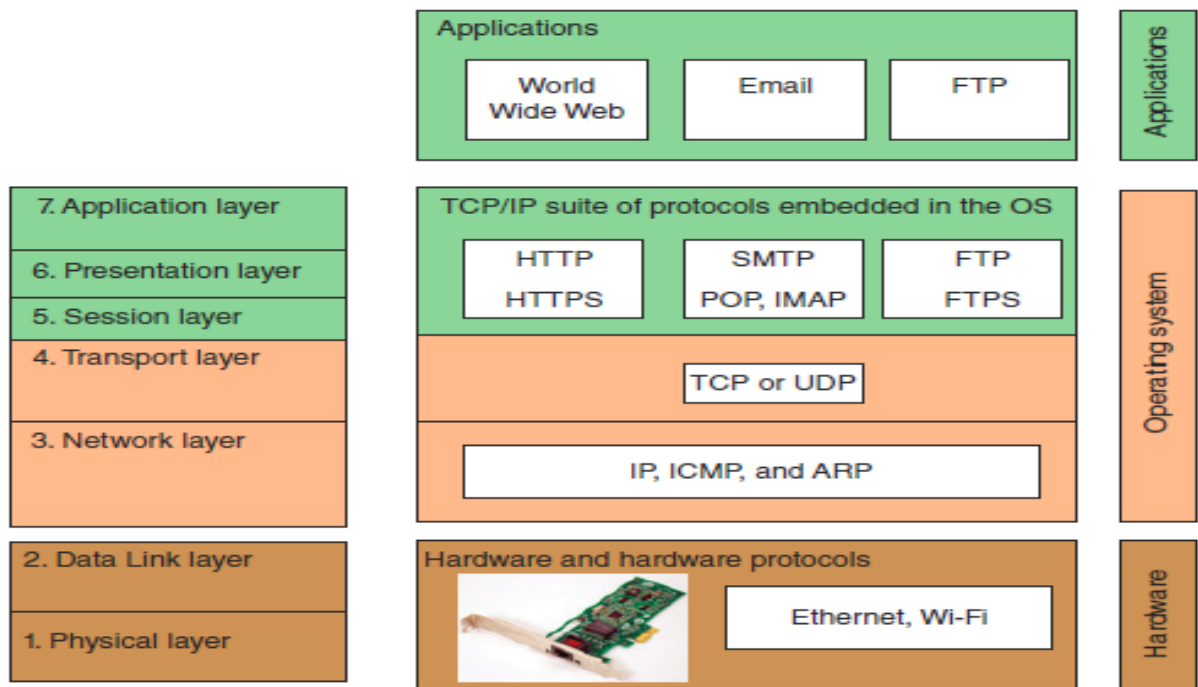 Applications
World
Wide Web
Email
FTP
Applications
7. Application layer
6. Presentation layer
5. Session layer
4. Transport layer
3. Network layer
TCP/IP suite of protocols embedded in the OS
HTTP
HTTPS
SMTP
POP, IMAP
FTP
FTPS
TCP or UDP
IP, ICMP, and ARP
Operating system
2. Data Link layer
1. Physical layer
Hardware and hardware protocols
Ethernet, Wi-Fi
Hardware